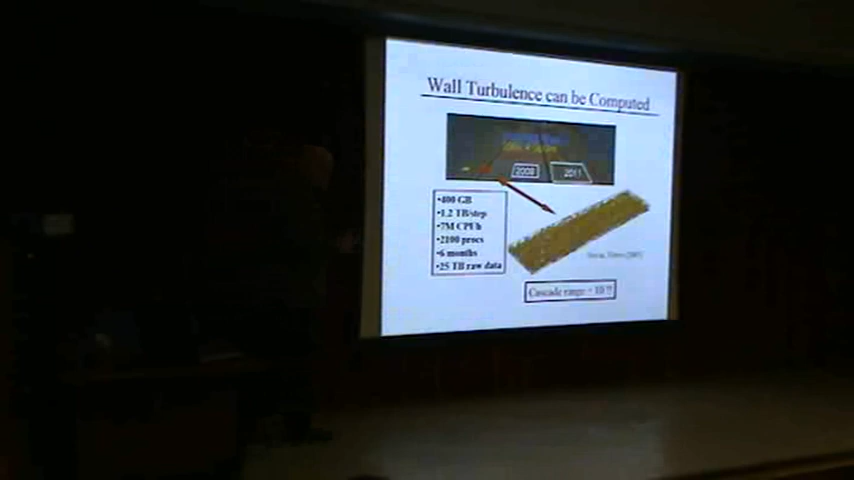 Wall Turbulence can be Computed
2003
2011
•400 GB
•1.2 TB/step
•7M CPUh
•2100 procs
•6 months
•25 TB raw data
Cascade range =